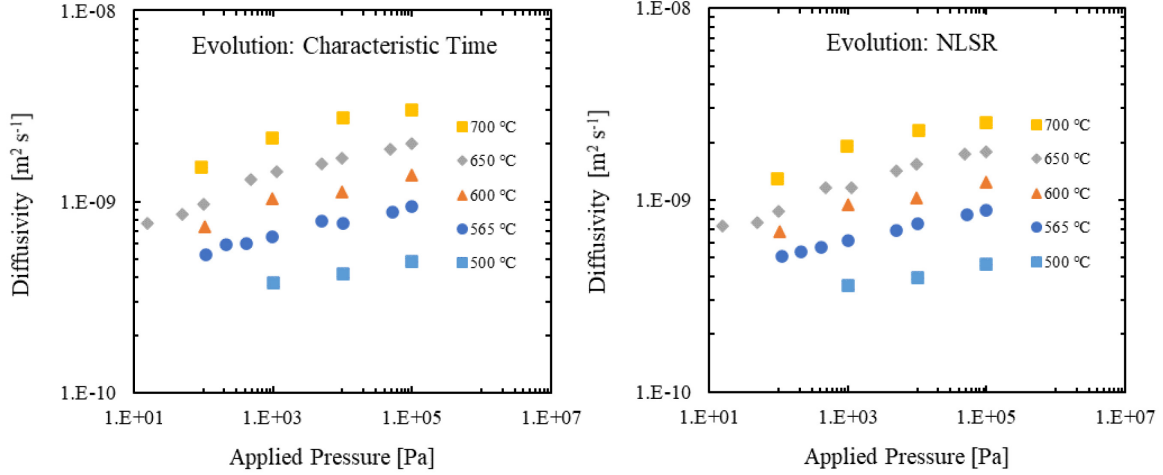 1.E-08
Evolution: Characteristic Time
700 ºC
650 ºC
600 ºC
565 ºC
500 ºC
1.E-09
1.E-10
Diffusivity [m² s⁻¹]
1.E+01
1.E+03
1.E+05
1.E+07
Applied Pressure [Pa]
1.E-08
Evolution: NLSR
700 ºC
650 ºC
600 ºC
565 ºC
500 ºC
1.E-09
1.E-10
Diffusivity [m² s⁻¹]
1.E+01
1.E+03
1.E+05
1.E+07
Applied Pressure [Pa]